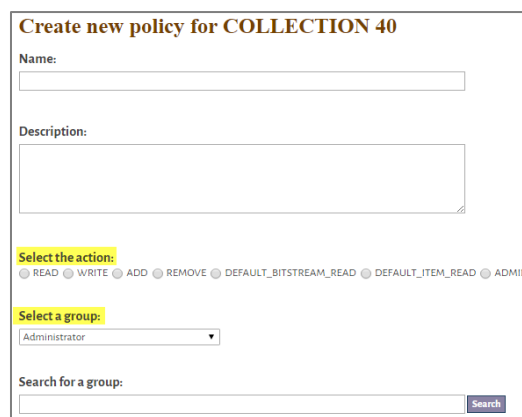 Create new policy for COLLECTION 40
Name:
Description:
Select the action:
READ WRITE ADD REMOVE DEFAULT_BITSTREAM_READ DEFAULT_ITEM_READ ADMI
Select a group:
Administrator
Search for a group:
Search